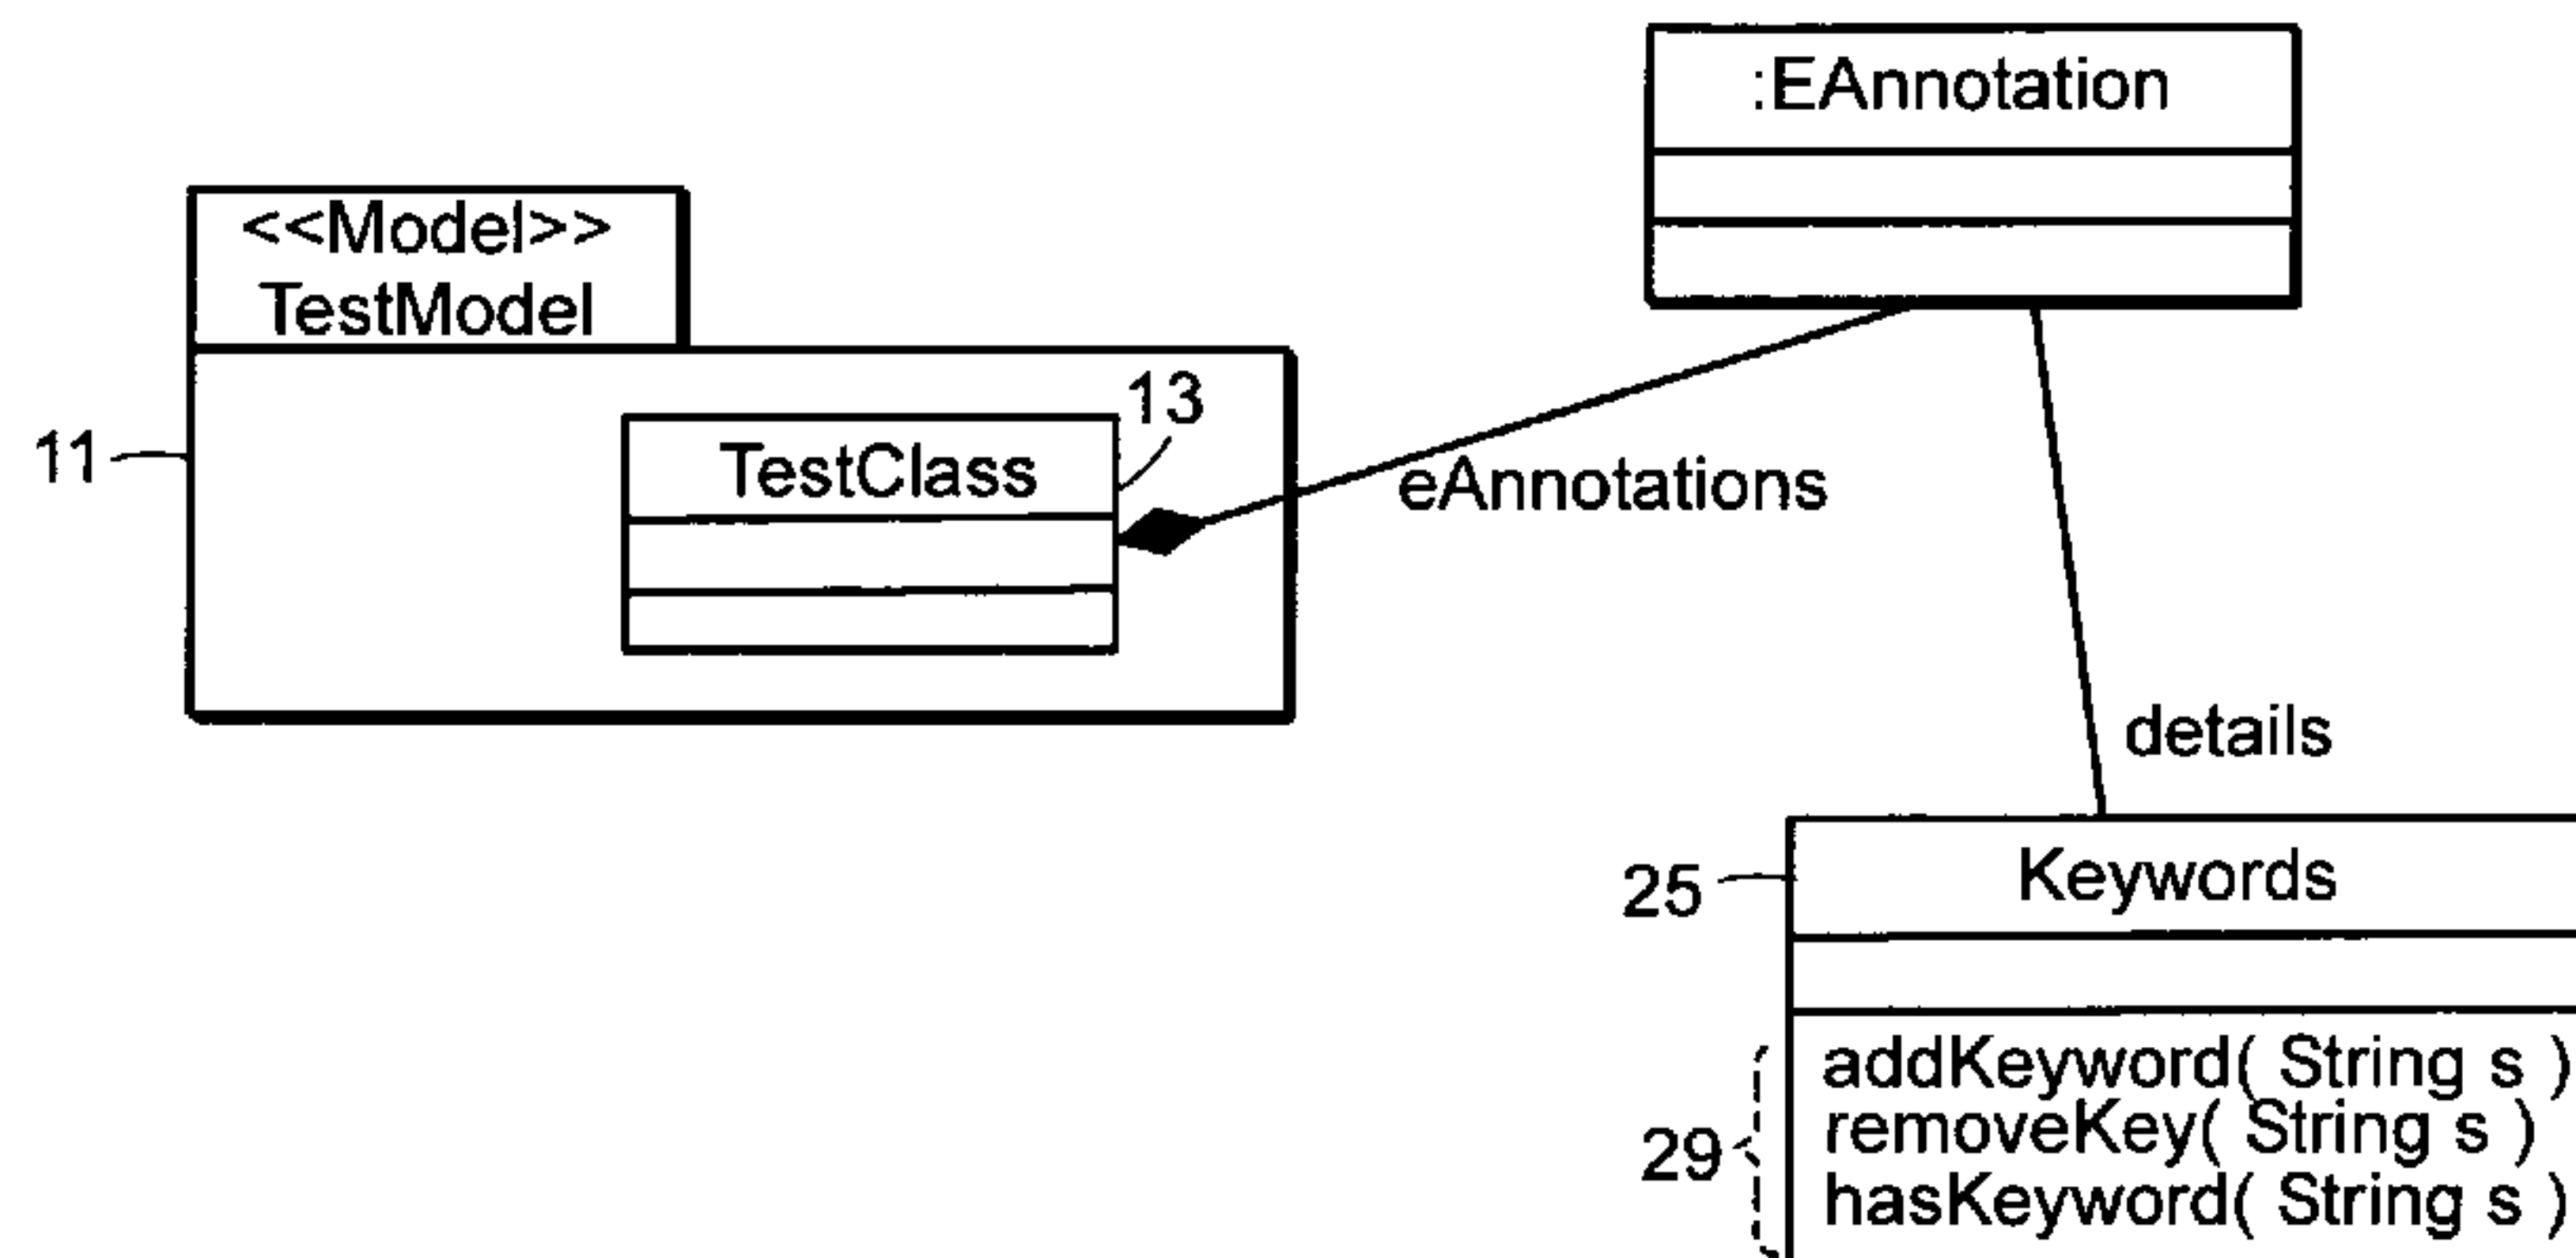 :EAnnotation
<<Model>>
TestModel
13
11
TestClass
eAnnotations
details
25
Keywords
addKeyword( String s )
removeKey( String s )
29
hasKeyword( String s )